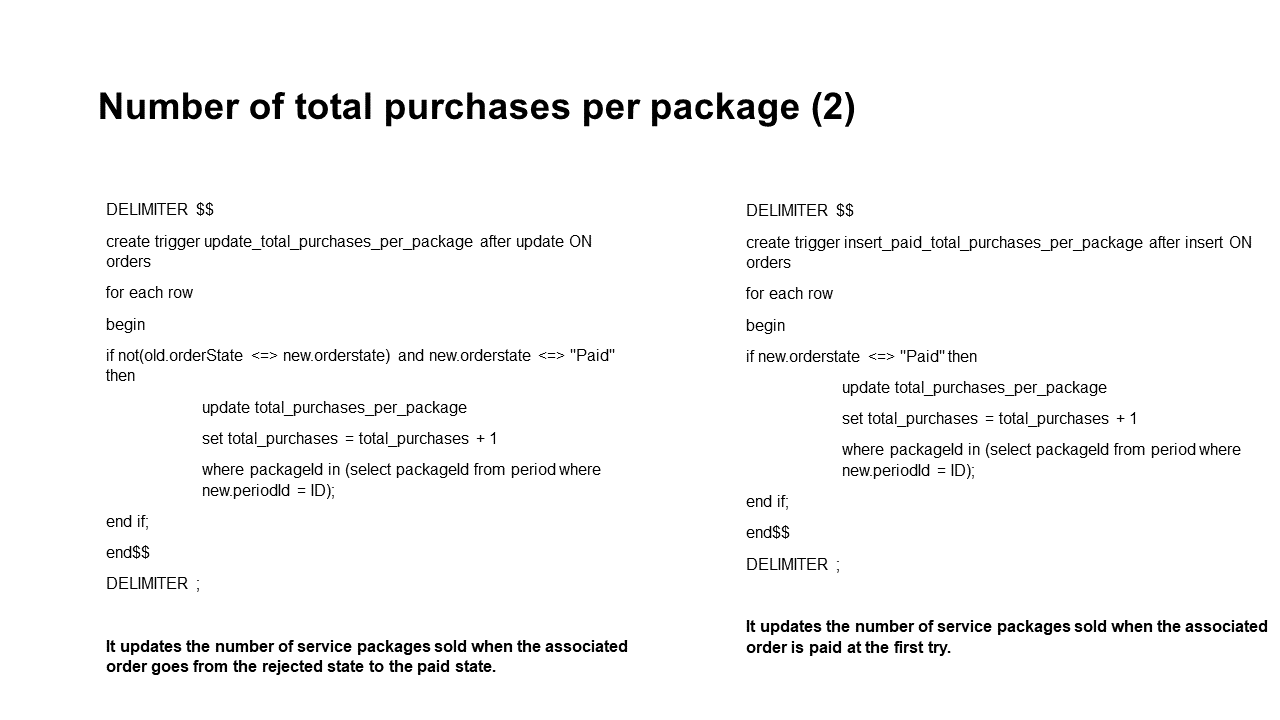 Number of total purchases per package (2)
DELIMITER $$
create trigger update_total_purchases_per_package after update ON
orders
for each row
begin
if not(old.orderState <=> new.orderstate) and new.orderstate <=> "Paid"
then
update total_purchases_per_package
set total_purchases = total_purchases + 1
where packageId in (select packageId from period where
new.periodId = ID);
end if;
end$$
DELIMITER ;
It updates the number of service packages sold when the associated
order goes from the rejected state to the paid state.
DELIMITER $$
create trigger insert_paid_total_purchases_per_package after insert ON
orders
for each row
begin
if new.orderstate <=> "Paid" then
update total_purchases_per_package
set total_purchases = total_purchases + 1
where packageId in (select packageId from period where
new.periodId = ID);
end if;
end$$
DELIMITER ;
It updates the number of service packages sold when the associated
order is paid at the first try.